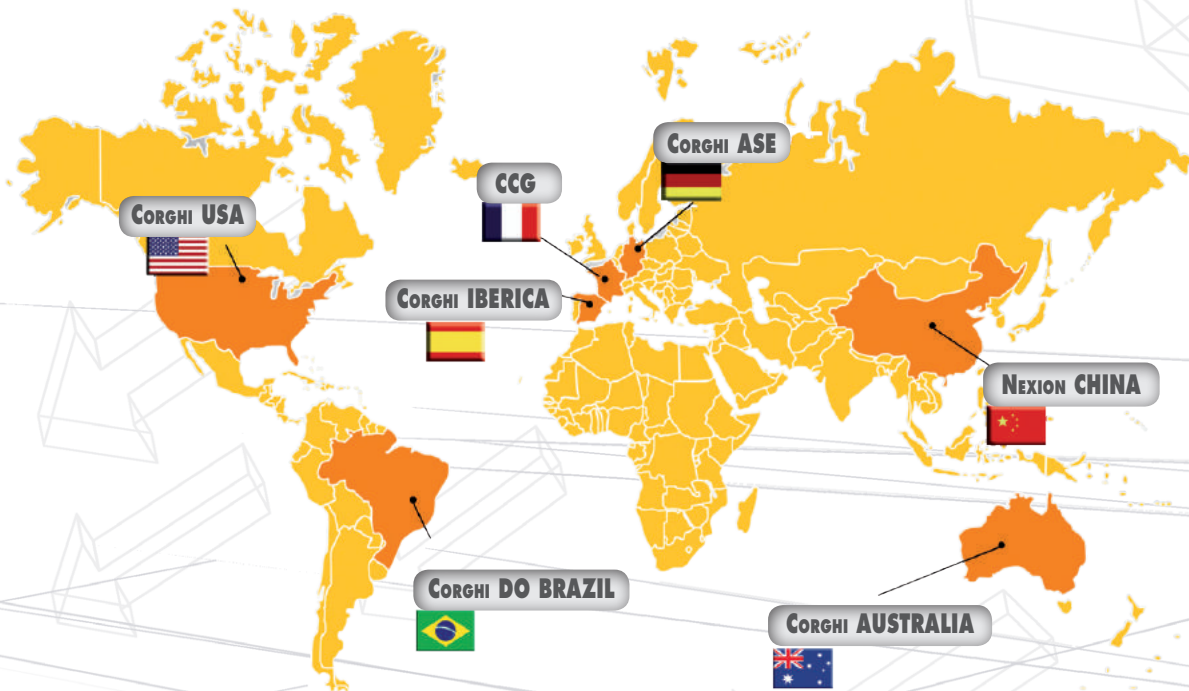 Corghi ASE
CCG
Corghi USA
Corghi IBERICA
Nexion CHINA
Corghi DO BRAZIL
Corghi AUSTRALIA